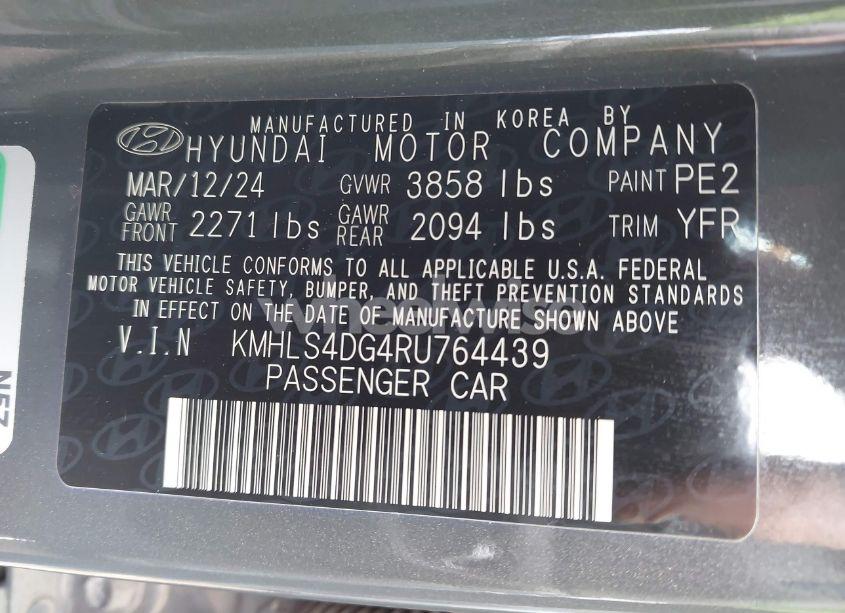 MANUFACTURED IN KOREA BY
HYUNDAI MOTOR COMPANY
MAR/12/24 GVWR 3858 lbs PAINT PE2
GAWR FRONT 2271 lbs GAWR REAR 2094 lbs TRIM YFR
THIS VEHICLE CONFORMS TO ALL APPLICABLE U.S.A. FEDERAL
MOTOR VEHICLE SAFETY, BUMPER, AND THEFT PREVENTION STANDARDS
IN EFFECT ON THE DATE OF MANUFACTURE SHOWN ABOVE
V.I.N KMHLS4DG4RU764439
PASSENGER CAR